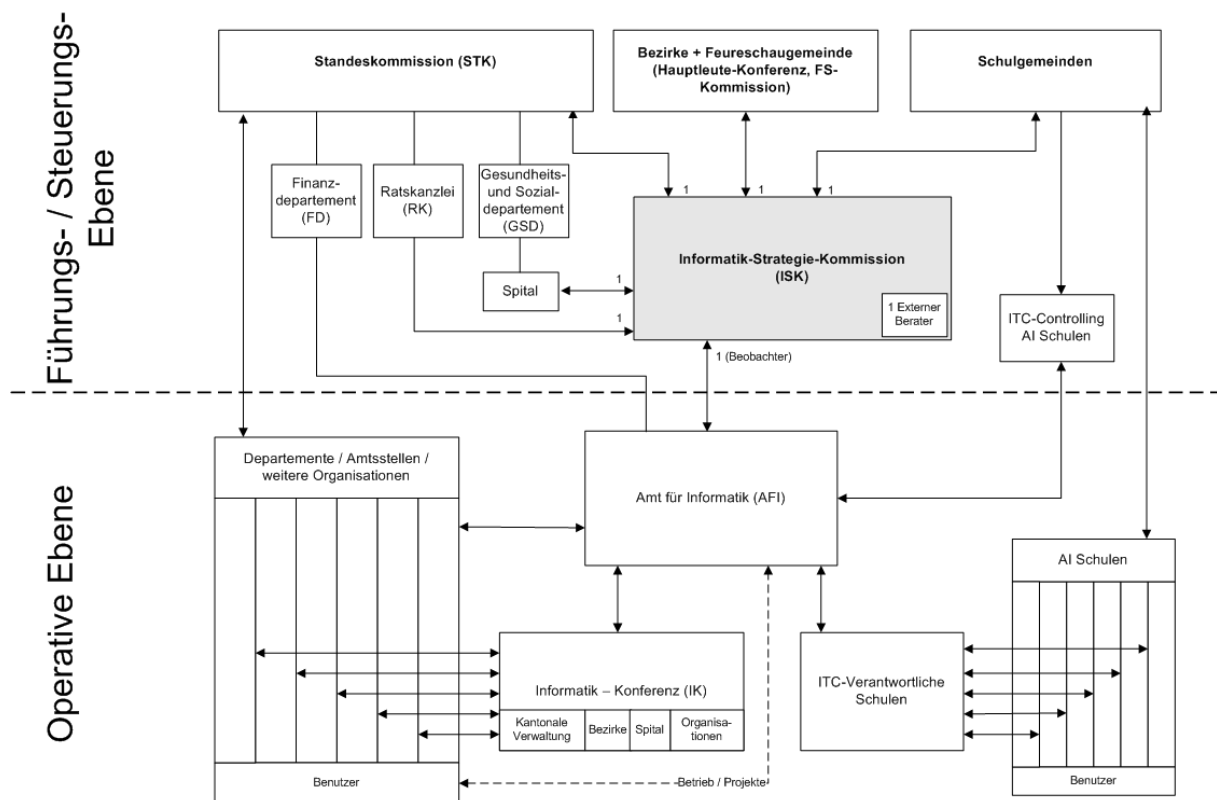 Führungs- / Steuerungs-
Ebene
Standeskommission (STK)
Bezirke + Feureschaugemeinde
(Hauptleute-Konferenz, FS-
Kommission)
Schulgemeinden
Finanz-
departement
(FD)
Ratskanzlei
(RK)
Gesundheits-
und Sozial-
departement
(GSD)
1
1
1
Informatik-Strategie-Kommission
(ISK)
Spital
1
1
1 Externer
Berater
ITC-Controlling
AI Schulen
1 (Beobachter)
Operative Ebene
Departemente / Amtsstellen /
weitere Organisationen
Amt für Informatik (AFI)
AI Schulen
Informatik – Konferenz (IK)
Kantonale
Verwaltung
Bezirke
Spital
Organisa-
tionen
ITC-Verantwortliche
Schulen
Benutzer
Betrieb / Projekte
Benutzer